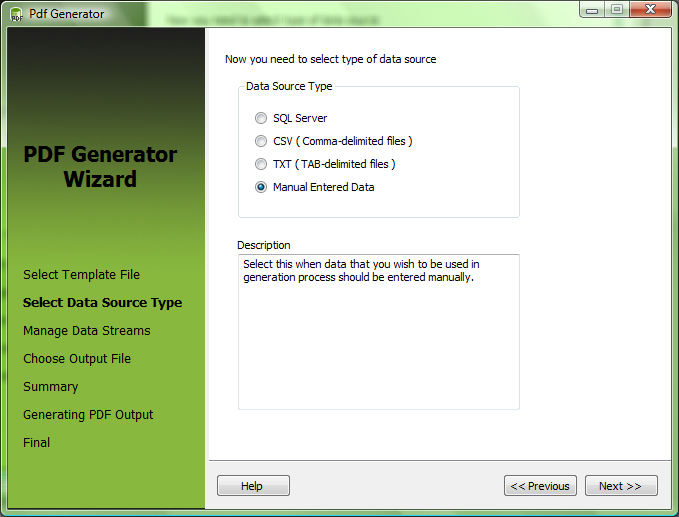 Pdf Generator
PDF Generator
Wizard
Select Template File
Select Data Source Type
Manage Data Streams
Choose Output File
Summary
Generating PDF Output
Final
Now you need to select type of data source
Data Source Type
SQL Server
CSV ( Comma-delimited files )
TXT ( TAB-delimited files )
Manual Entered Data
Description
Select this when data that you wish to be used in
generation process should be entered manually.
Help
<< Previous
Next >>